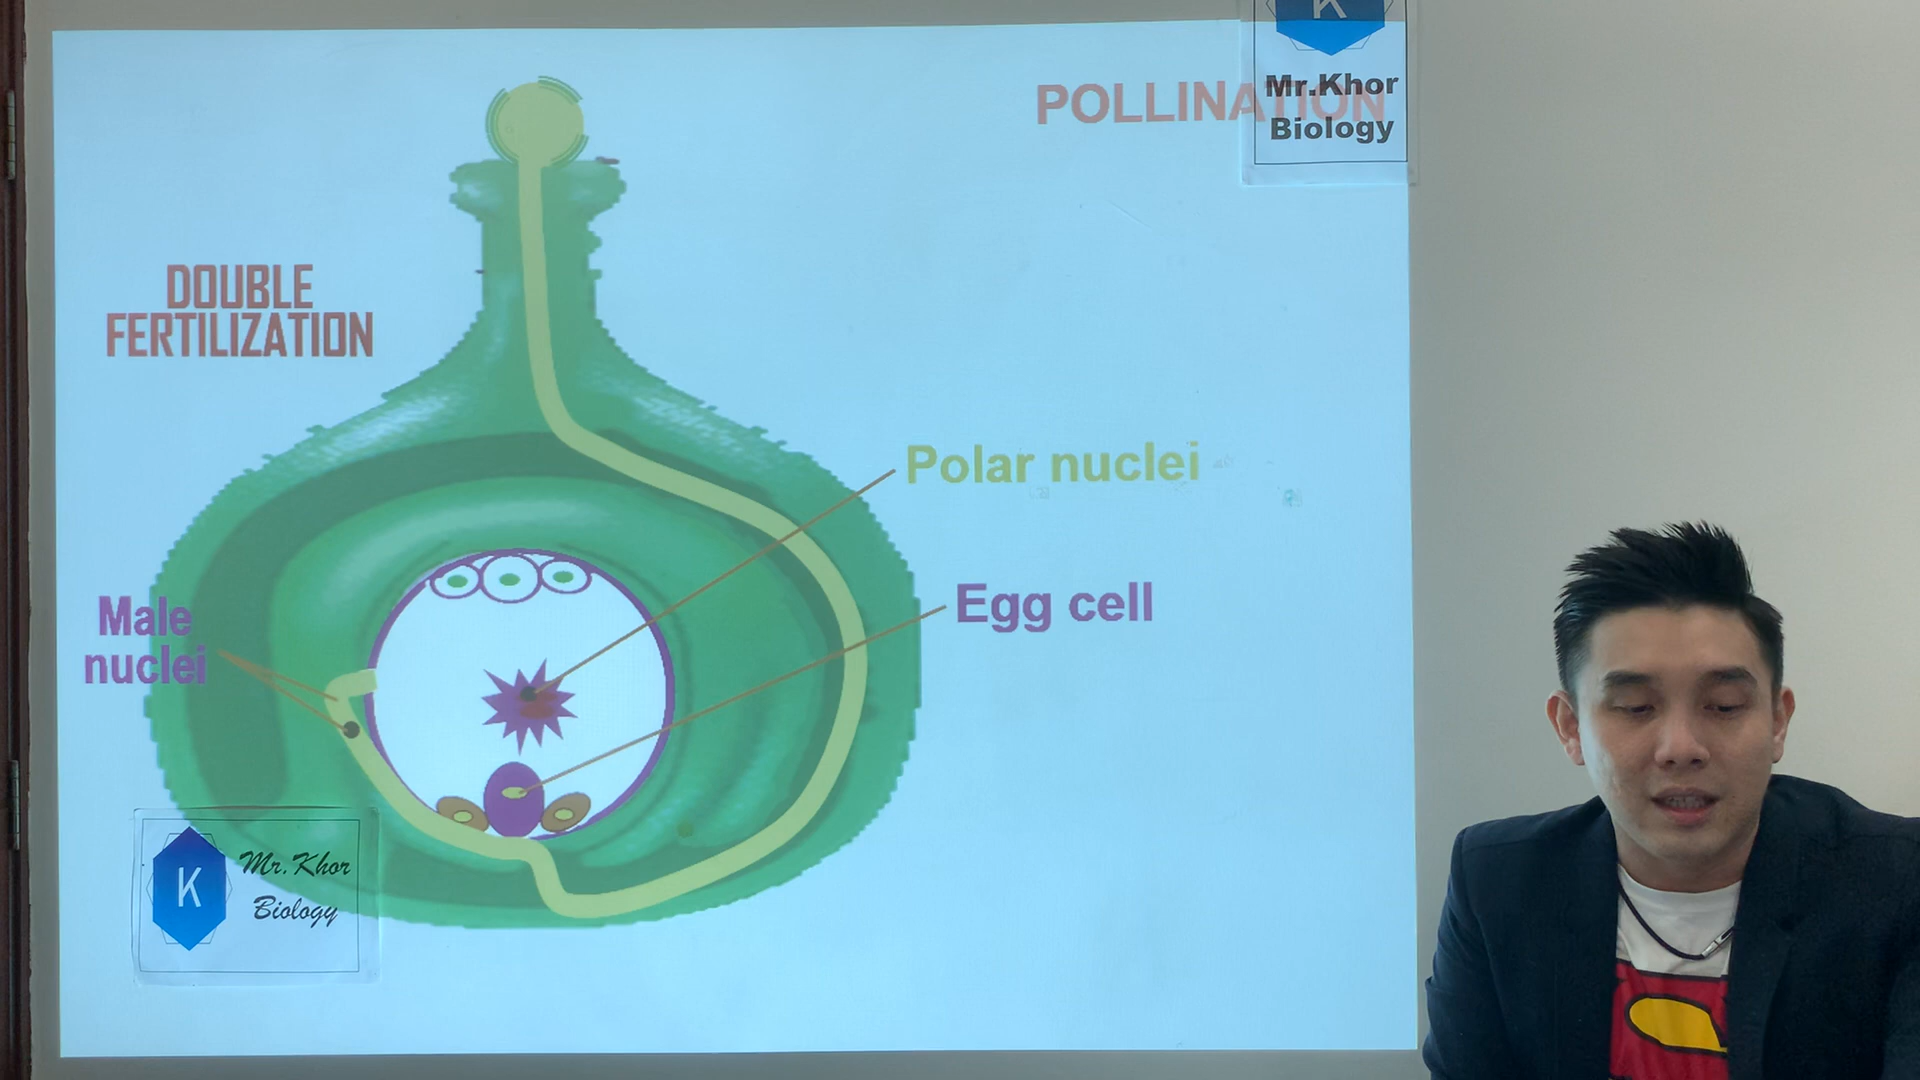 K
Mr.Khor
Biology
POLLINATION
DOUBLE
FERTILIZATION
Polar nuclei
Egg cell
Male
nuclei
K
Mr.Khor
Biology